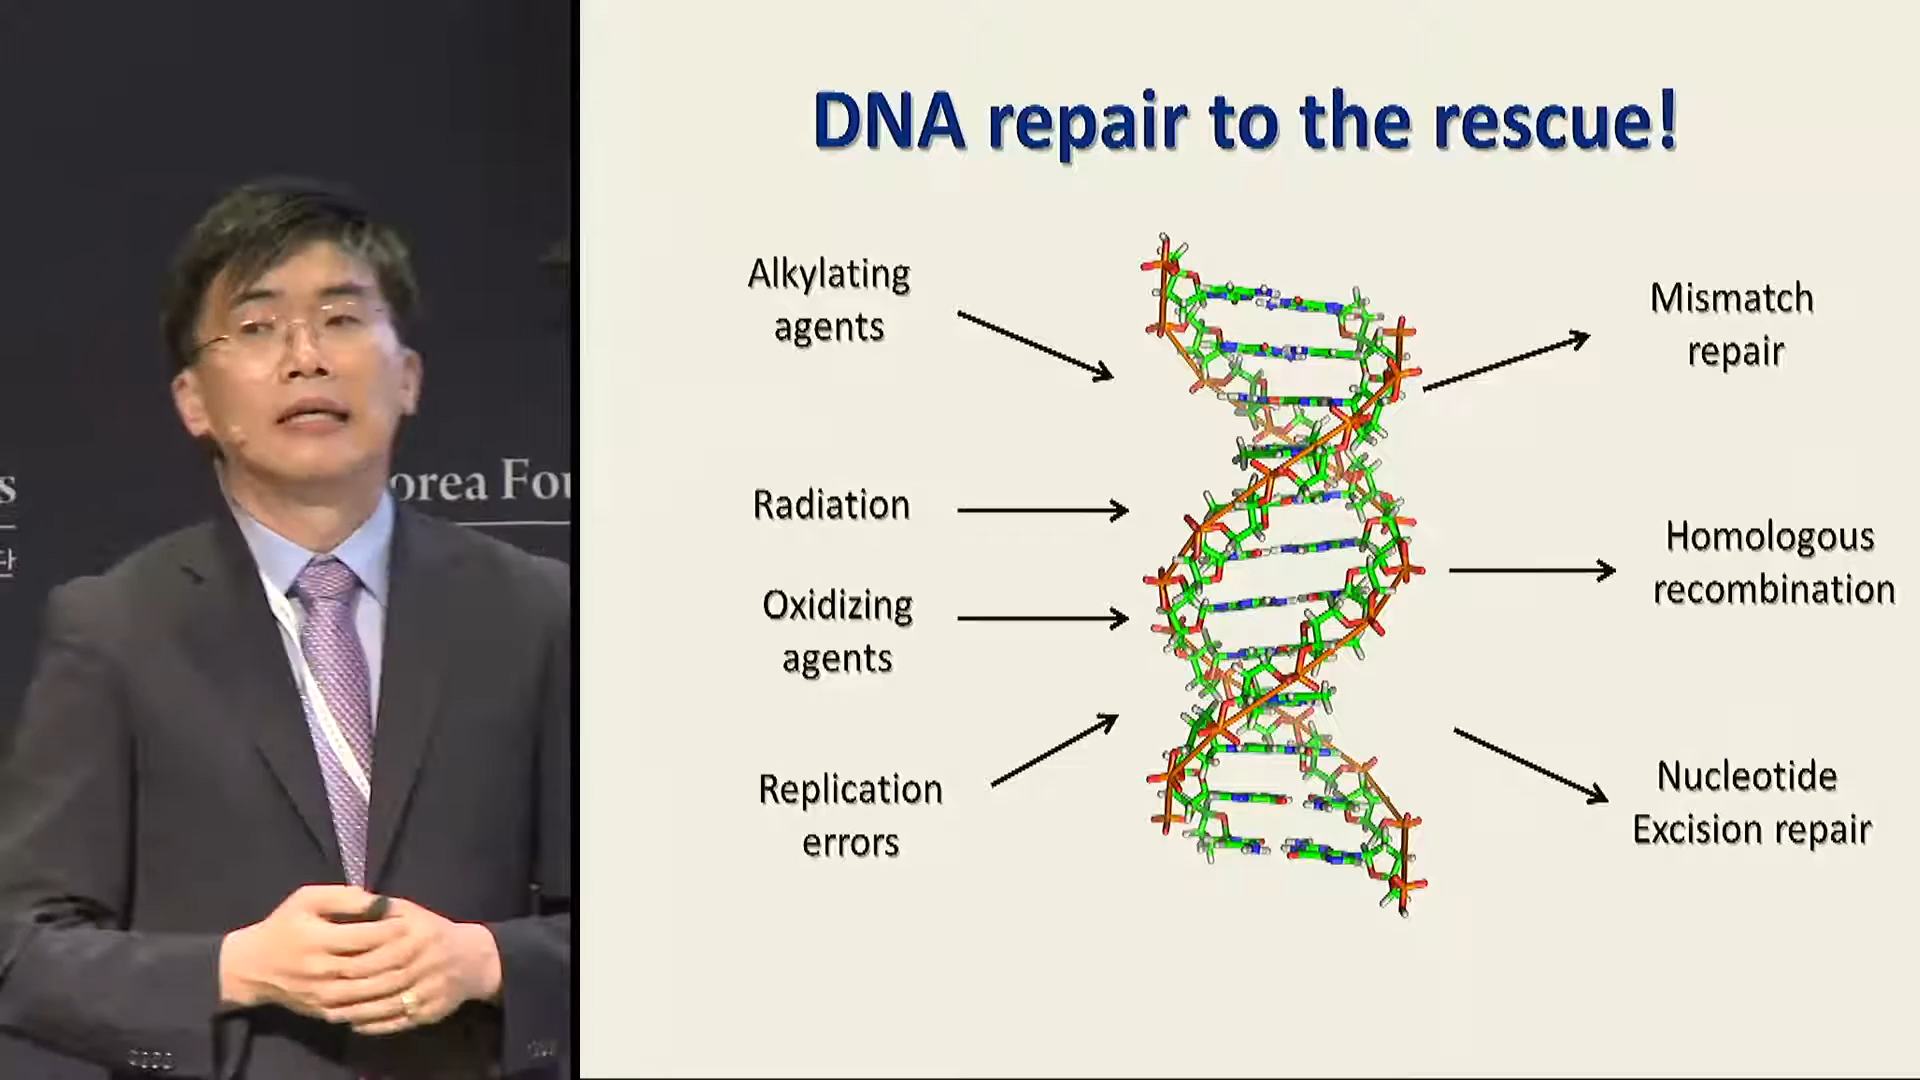 DNA repair to the rescue!
Alkylating
agents
Radiation
Oxidizing
agents
Replication
errors
Mismatch
repair
Homologous
recombination
Nucleotide
Excision repair
s
orea Fou
단